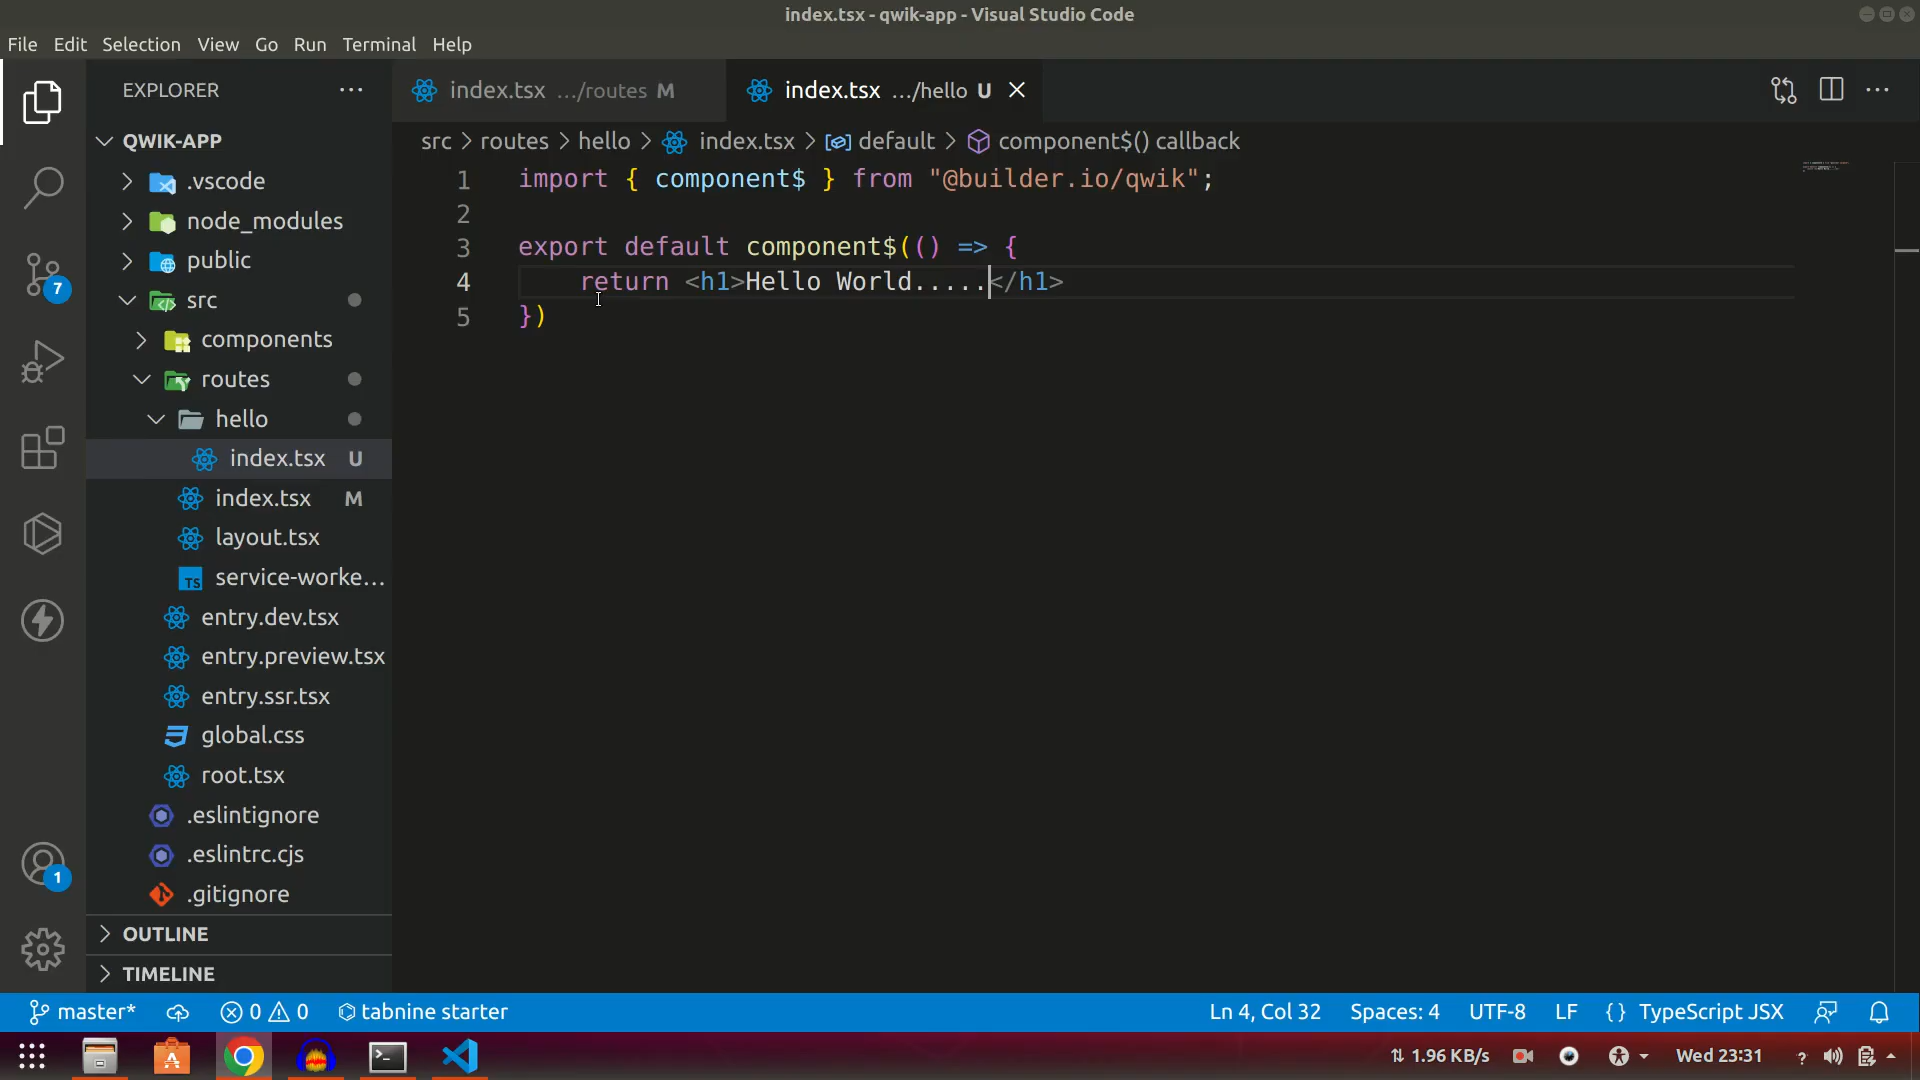 index.tsx - qwik-app - Visual Studio Code
File Edit Selection View Go Run Terminal Help
EXPLORER ···
index.tsx .../routes M
index.tsx .../hello U
src > routes > hello > index.tsx > default > component$() callback
QWIK-APP
.vscode
node_modules
public
src
components
routes
hello
index.tsx U
index.tsx M
layout.tsx
TS service-worke...
entry.dev.tsx
entry.preview.tsx
entry.ssr.tsx
global.css
root.tsx
.eslintignore
.eslintrc.cjs
.gitignore
OUTLINE
TIMELINE
7
1
1 import { component$ } from "@builder.io/qwik";
2
3 export default component$(() => {
4 return <h1>Hello World.....</h1>
5 })
master* 0 0 tabnine starter Ln 4, Col 32 Spaces: 4 UTF-8 LF {} TypeScript JSX
1.96 KB/s Wed 23:31 ?